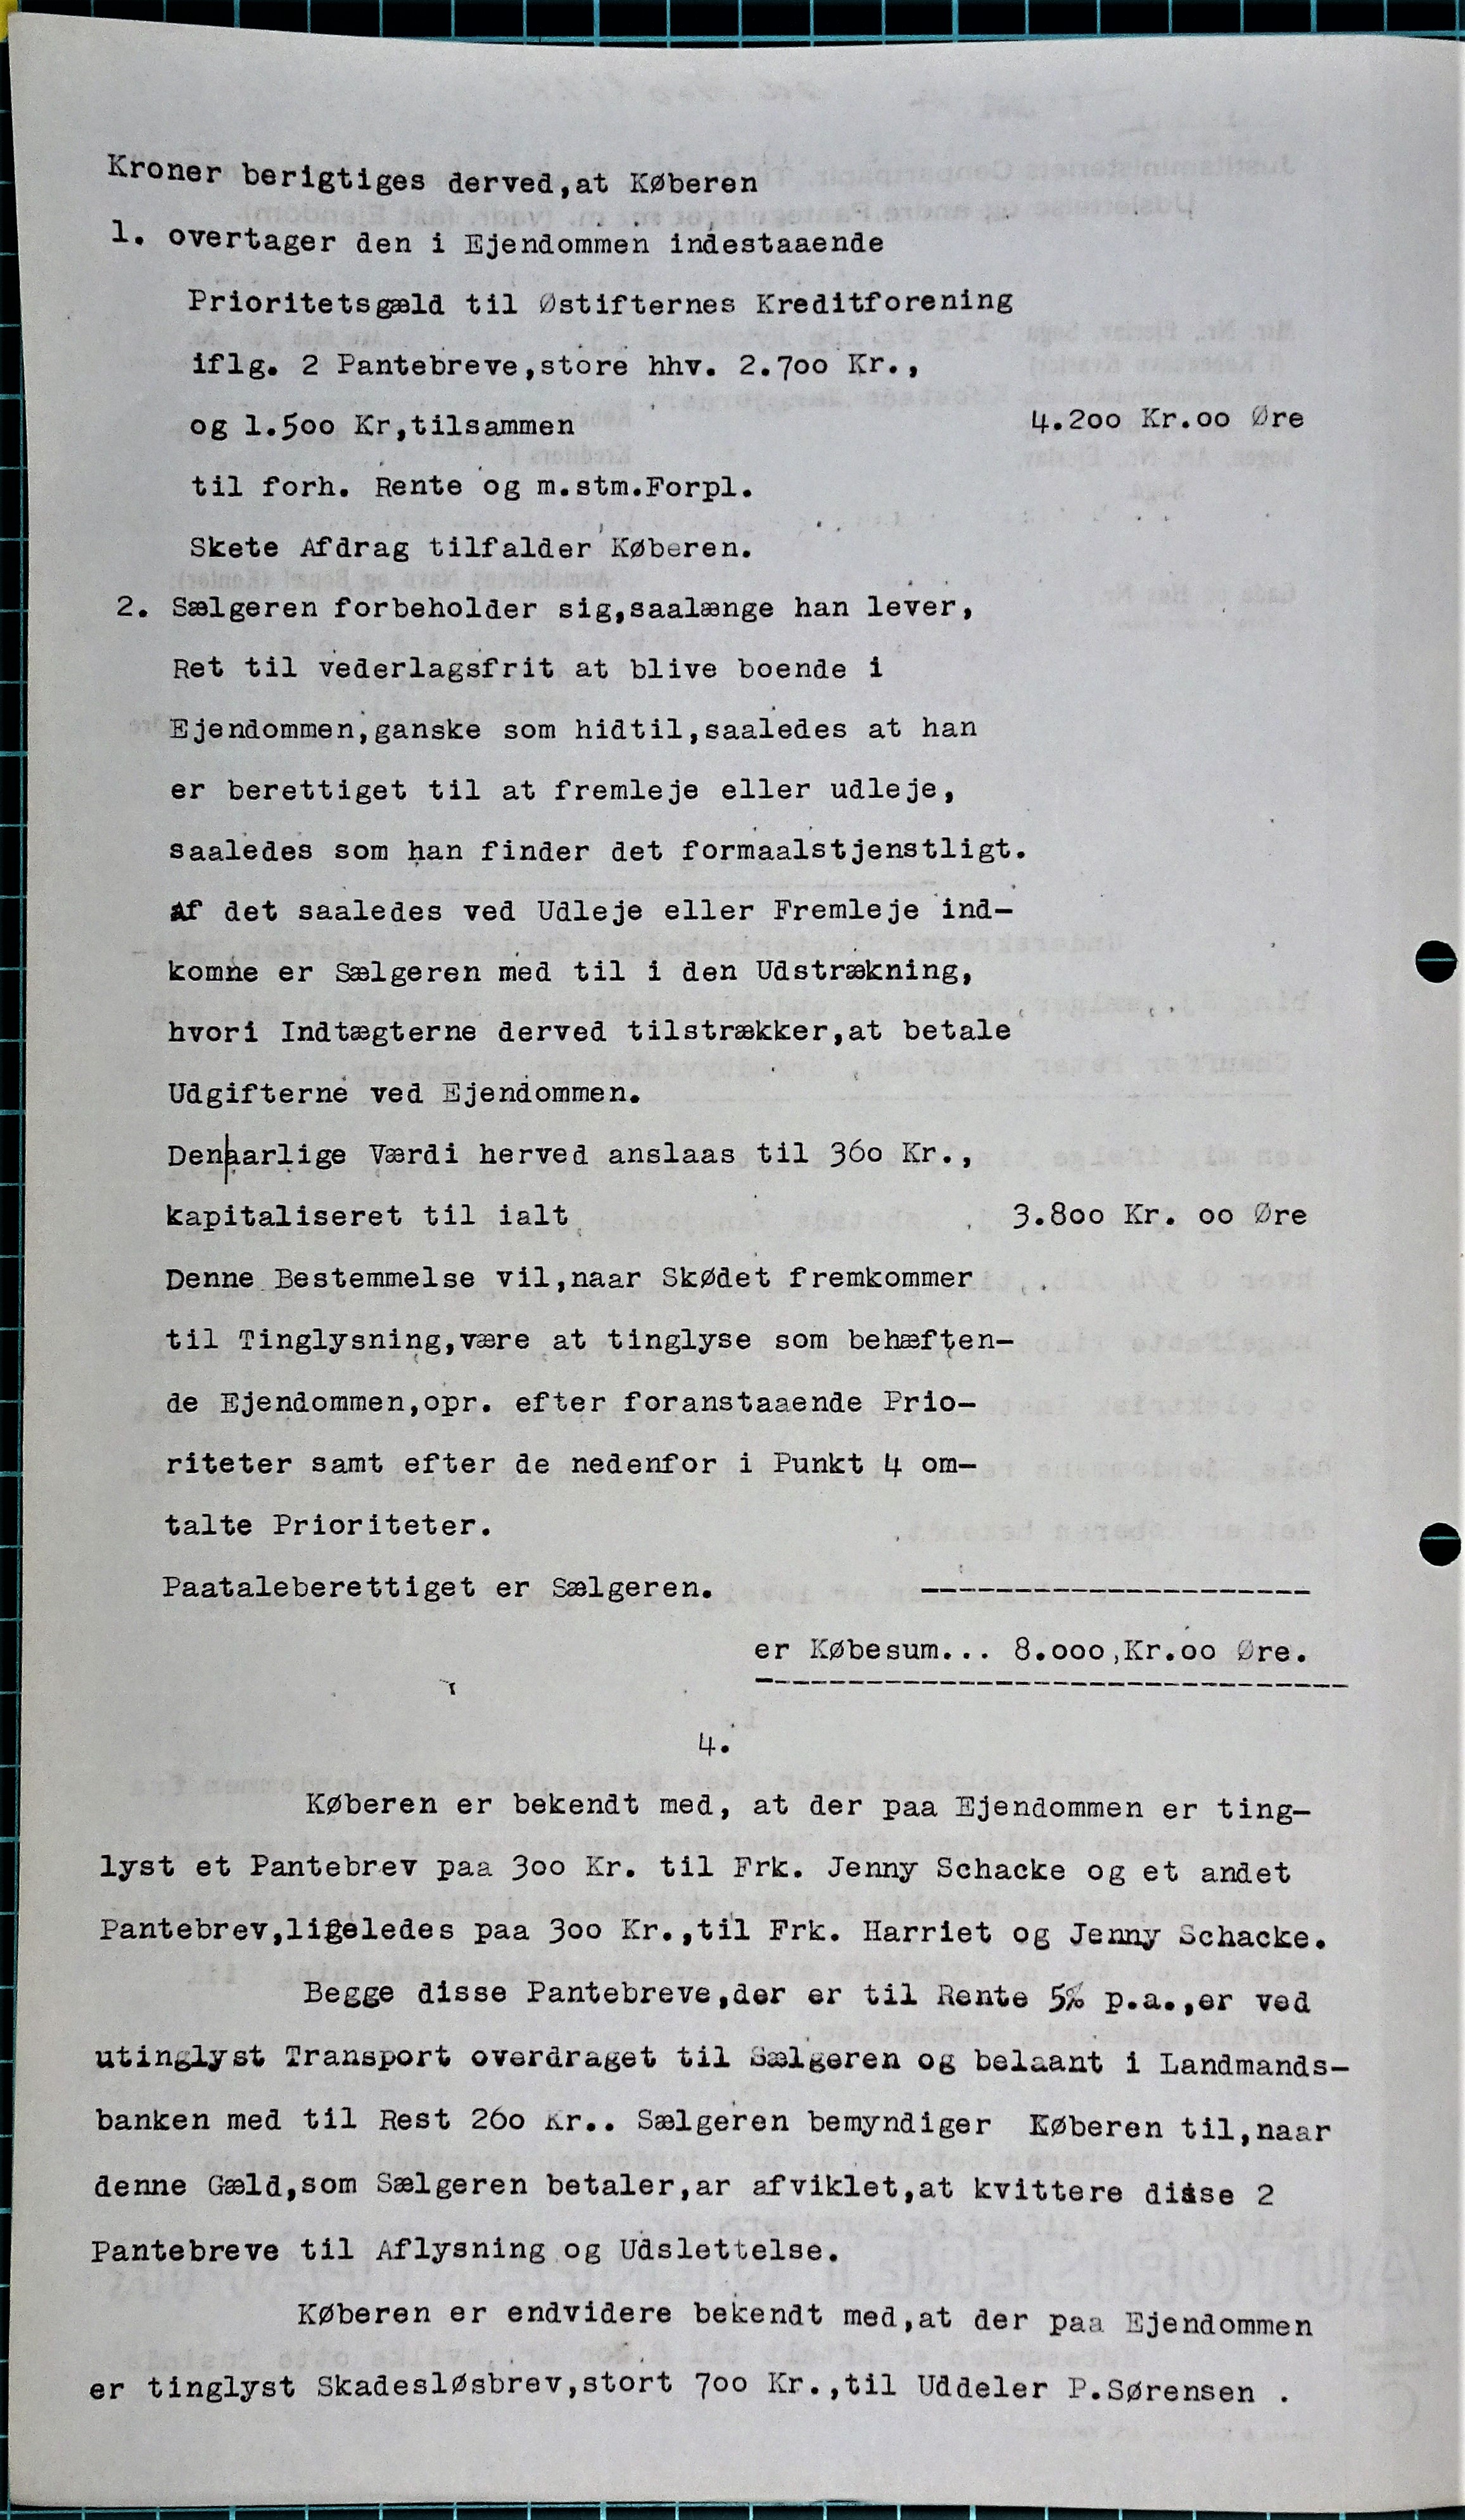 Kroner berigtiges derved,at Køberen
1. overtager den i Ejendommen indestaaende
Prioritetsgæld til Østifternes Kreditforening
iflg. 2 Pantebreve,store hhv. 2.700 Kr.,
og 1.500 Kr,tilsammen 4.200 Kr.00 Øre
til forh. Rente og m.stm.Forpl.
Skete Afdrag tilfalder Køberen.
2. Sælgeren forbeholder sig,saalænge han lever,
Ret til vederlagsfrit at blive boende i
Ejendommen,ganske som hidtil,saaledes at han
er berettiget til at fremleje eller udleje,
saaledes som han finder det formaalstjenstligt.
Af det saaledes ved Udleje eller Fremleje ind-
komne er Sælgeren med til i den Udstrækning,
hvori Indtægterne derved tilstrækker,at betale
Udgifterne ved Ejendommen.
Den|aarlige Værdi herved anslaas til 360 Kr.,
kapitaliseret til ialt 3.800 Kr. 00 Øre
Denne Bestemmelse vil,naar Skødet fremkommer
til Tinglysning,være at tinglyse som behæften-
de Ejendommen,opr. efter foranstaaende Prio-
riteter samt efter de nedenfor i Punkt 4 om-
talte Prioriteter.
Paataleberettiget er Sælgeren. ---------------------
er Købesum... 8.000,Kr.00 Øre.
4.
Køberen er bekendt med, at der paa Ejendommen er ting-
lyst et Pantebrev paa 300 Kr. til Frk. Jenny Schacke og et andet
Pantebrev,ligeledes paa 300 Kr.,til Frk. Harriet og Jenny Schacke.
Begge disse Pantebreve,der er til Rente 5% p.a.,er ved
utinglyst Transport overdraget til Sælgeren og belaant i Landmands-
banken med til Rest 260 Kr.. Sælgeren bemyndiger Køberen til,naar
denne Gæld,som Sælgeren betaler,ar afviklet,at kvittere disse 2
Pantebreve til Aflysning og Udslettelse.
Køberen er endvidere bekendt med,at der paa Ejendommen
er tinglyst Skadesløsbrev,stort 700 Kr.,til Uddeler P.Sørensen .